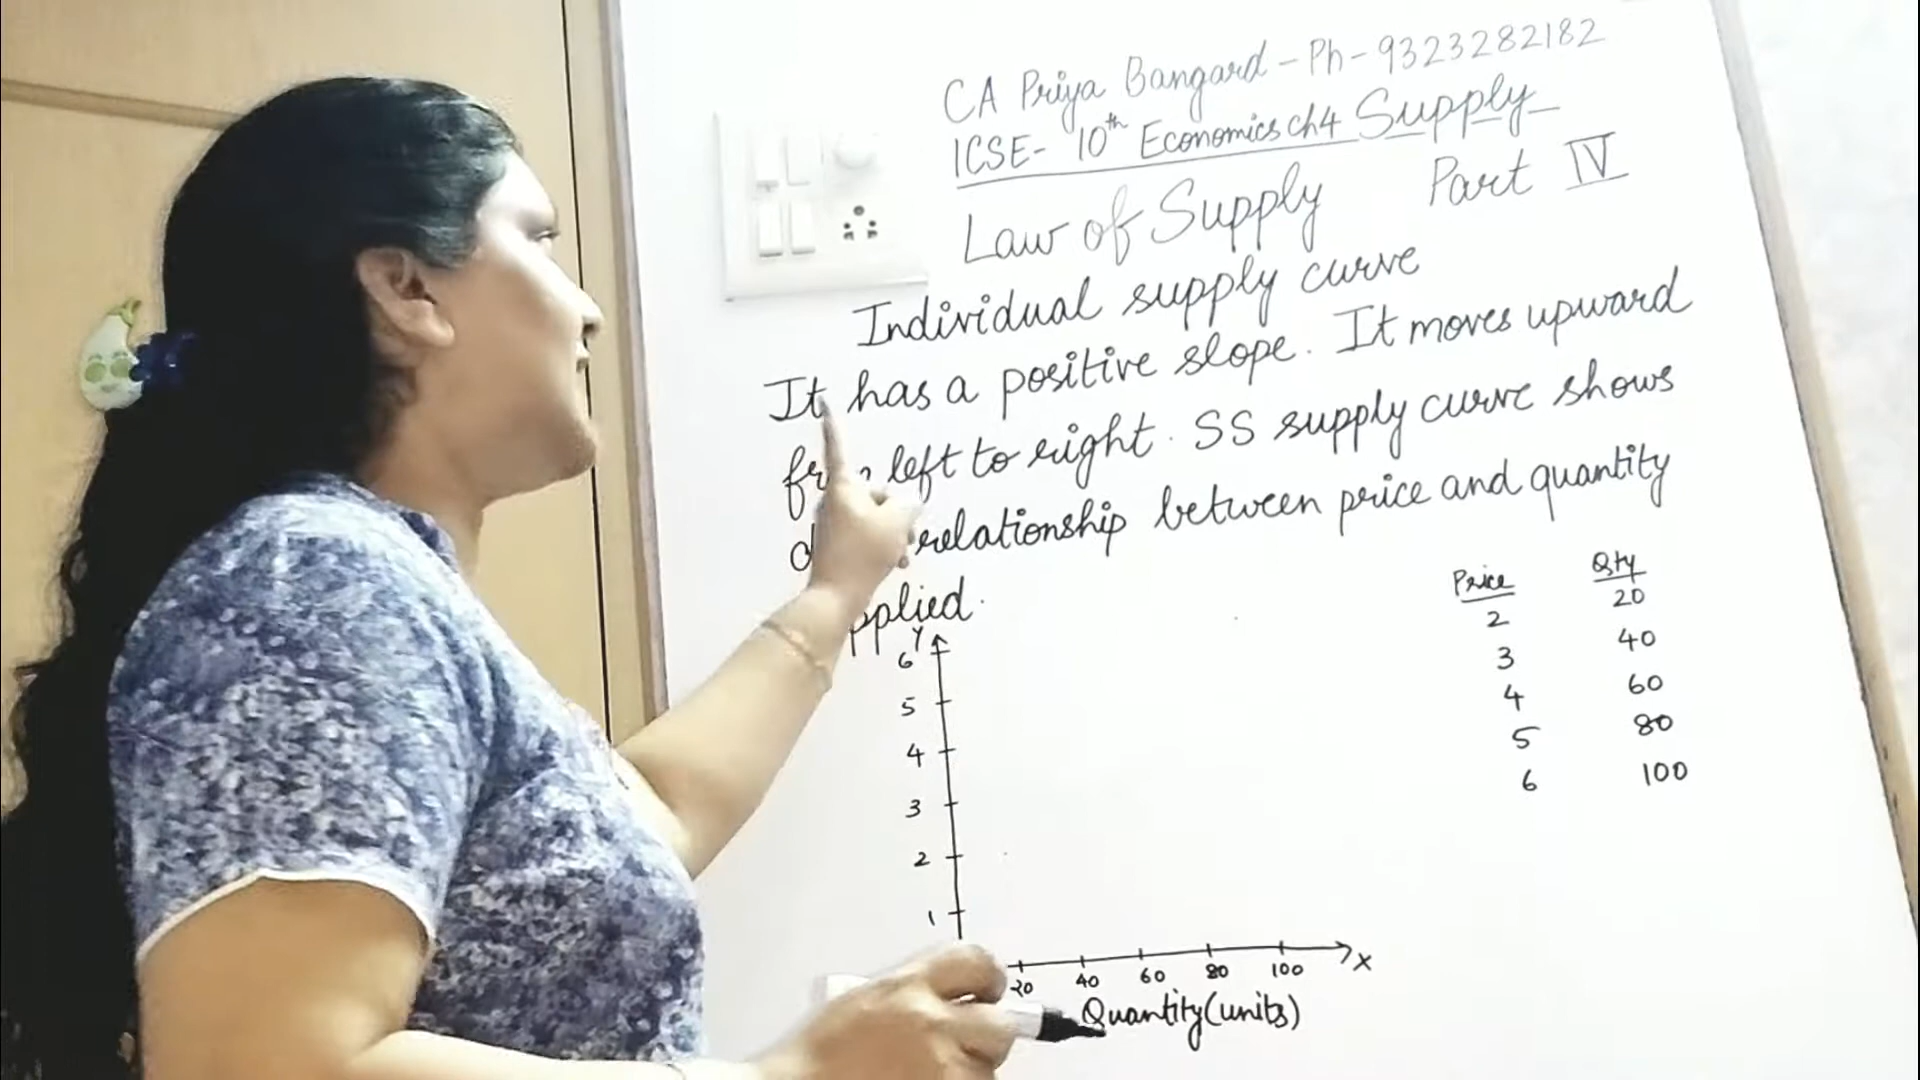 CA Priya Bangard - Ph - 9323282182
ICSE- 10th Economics ch4 Supply
Law of Supply Part IV
Individual supply curve
It has a positive slope. It moves upward
left to right. SS supply curve shows
relationship between price and quantity
pplied.
Price Qty
2 20
3 40
4 60
5 80
6 100
Y
6
5
4
3
2
1
20 40 60 80 100 X
Quantity (units)